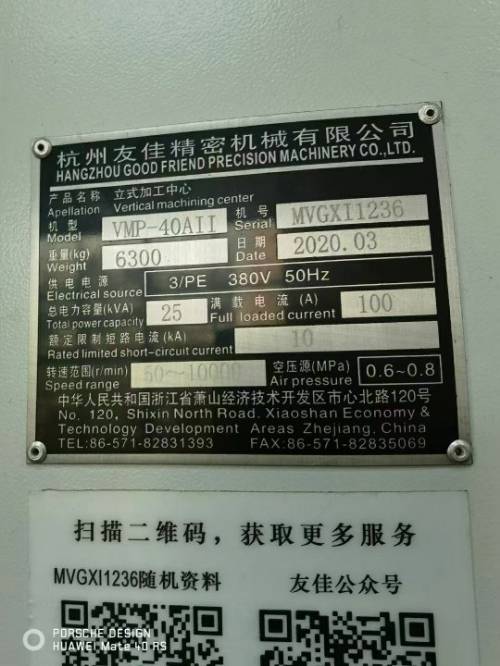 杭州友佳精密机械有限公司
HANGZHOU GOOD FRIEND PRECISION MACHINERY CO.,LTD.
产品名称 立式加工中心
Apellation Vertical machining center
机型 VMP-40AII 机号 MVGXI1236
Model Serial
重量(kg) 6300 日期 2020.03
Weight Date
供电电源 3/PE 380V 50Hz
Electrical source
总电力容量(kVA) 25 满载电流(A) 100
Total power capacity Full loaded current
额定限制短路电流(kA) 10
Rated limited short-circuit current
转速范围(r/min) 50~10000 空压源(MPa) 0.6~0.8
Speed range Air pressure
中华人民共和国浙江省萧山经济技术开发区市心北路120号
No. 120, Shixin North Road. Xiaoshan Economy &
Technology Development Areas Zhejiang, China
TEL:86-571-82831393 FAX:86-571-82835069
扫描二维码，获取更多服务
MVGXI1236随机资料 友佳公众号
PORSCHE DESIGN
HUAWEI Mate 40 RS